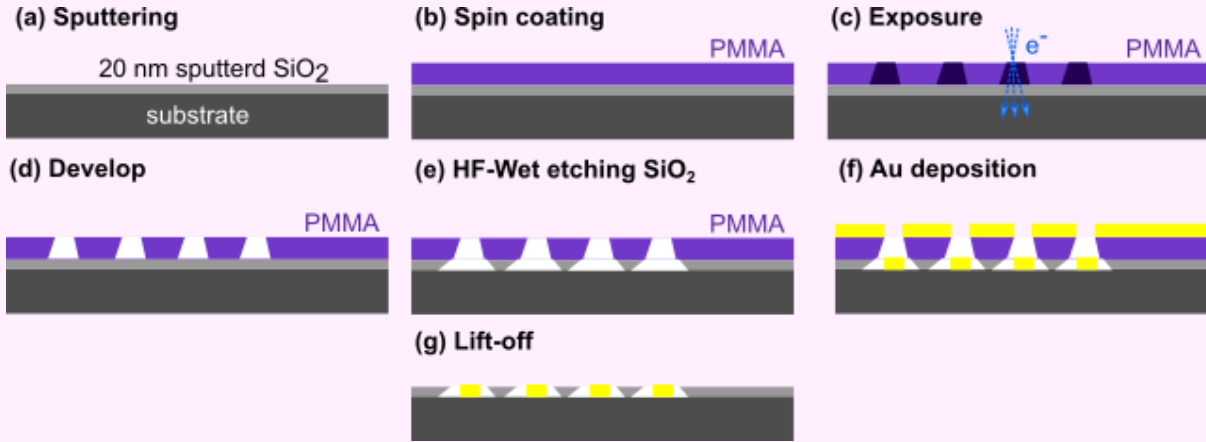 (a) Sputtering
20 nm sputterd SiO₂
substrate
(b) Spin coating
PMMA
(c) Exposure
e⁻
PMMA
(d) Develop
PMMA
(e) HF-Wet etching SiO₂
PMMA
(f) Au deposition
(g) Lift-off